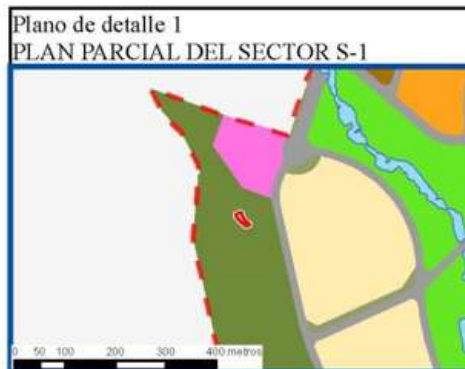 Plano de detalle 1
PLAN PARCIAL DEL SECTOR S-1
0 50 100 200 300 400 metros